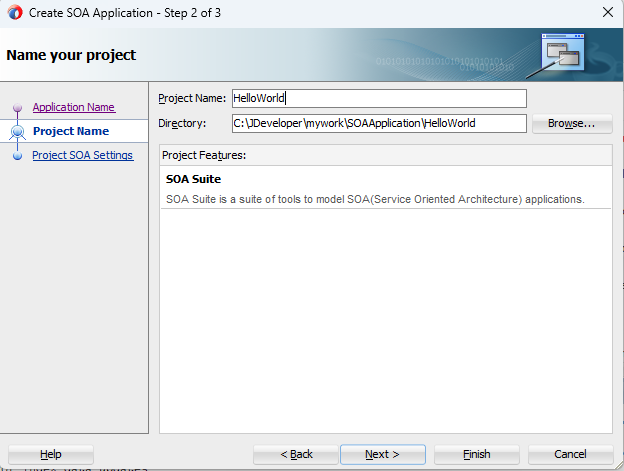 Create SOA Application - Step 2 of 3
Name your project
0101010101010101010101010101
010101010
Application Name
Project Name
Project SOA Settings
Project Name: HelloWorld
Directory: C:\JDeveloper\mywork\SOAApplication\HelloWorld Browse...
Project Features:
SOA Suite
SOA Suite is a suite of tools to model SOA(Service Oriented Architecture) applications.
Help < Back Next > Finish Cancel